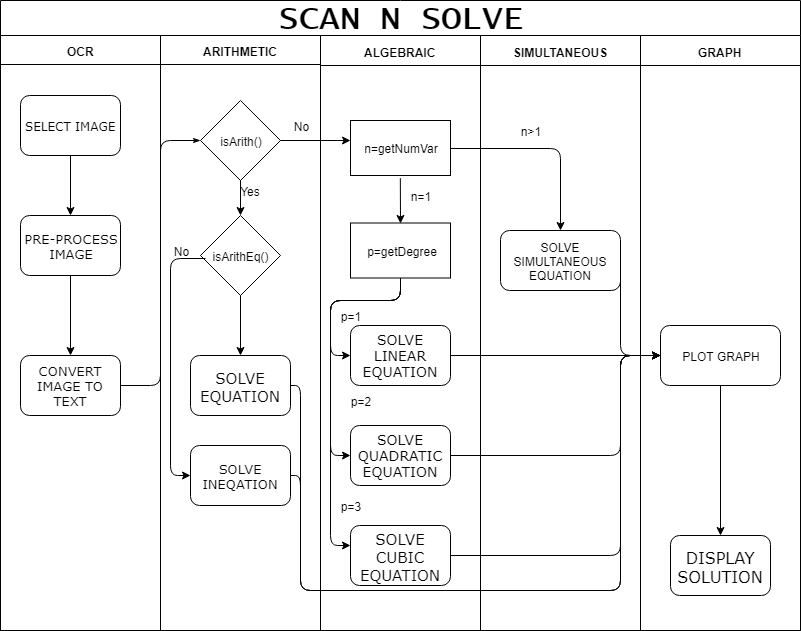 SCAN N SOLVE
OCR
ARITHMETIC
ALGEBRAIC
SIMULTANEOUS
GRAPH
SELECT IMAGE
PRE-PROCESS
IMAGE
CONVERT
IMAGE TO
TEXT
isArith()
No
Yes
isArithEq()
No
SOLVE
EQUATION
SOLVE
INEQATION
n=getNumVar
n=1
p=getDegree
p=1
SOLVE
LINEAR
EQUATION
p=2
SOLVE
QUADRATIC
EQUATION
p=3
SOLVE
CUBIC
EQUATION
n>1
SOLVE
SIMULTANEOUS
EQUATION
PLOT GRAPH
DISPLAY
SOLUTION